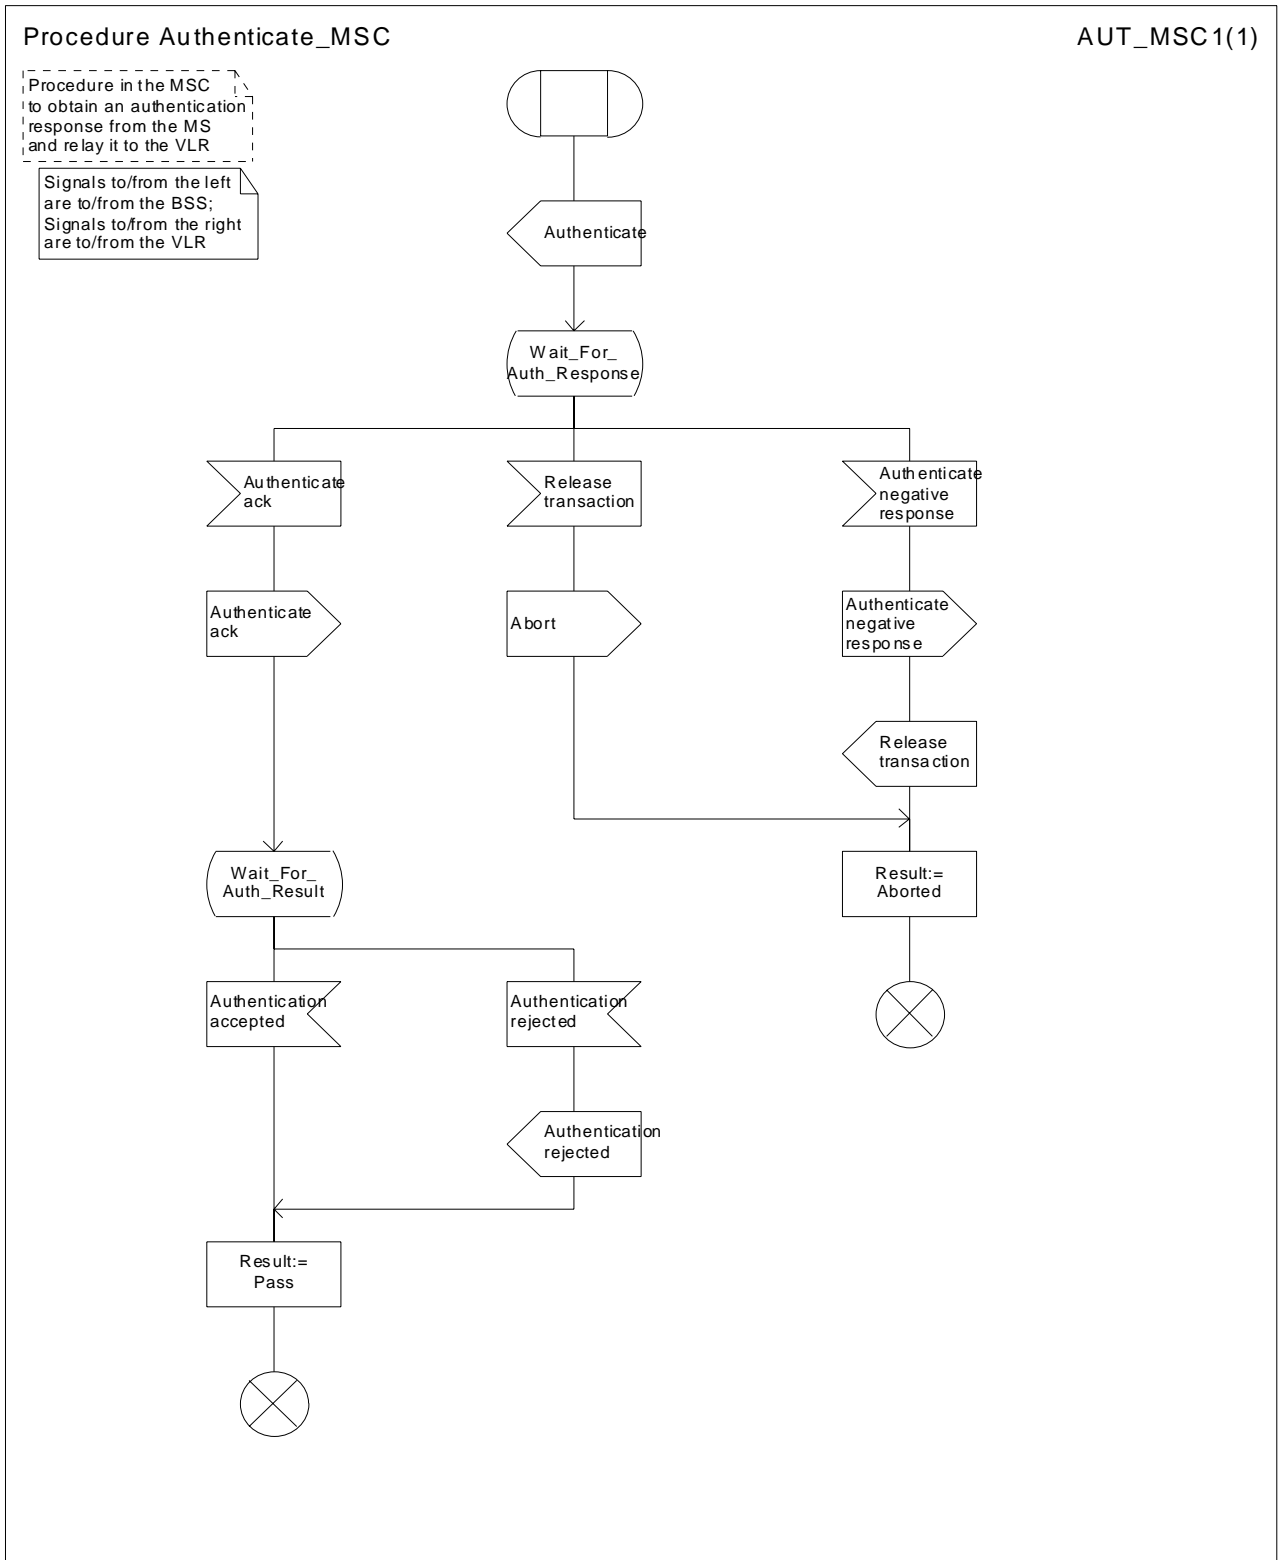 Procedure Authenticate_MSC
AUT_MSC1(1)
Procedure in the MSC
to obtain an authentication
response from the MS
and relay it to the VLR
Signals to/from the left
are to/from the BSS;
Signals to/from the right
are to/from the VLR
Authenticate
Wait_For_
Auth_Response
Authenticate
ack
Release
transaction
Authenticate
negative
response
Authenticate
ack
Abort
Authenticate
negative
response
Release
transaction
Wait_For_
Auth_Result
Result:=
Aborted
Authentication
accepted
Authentication
rejected
Authentication
rejected
Result:=
Pass